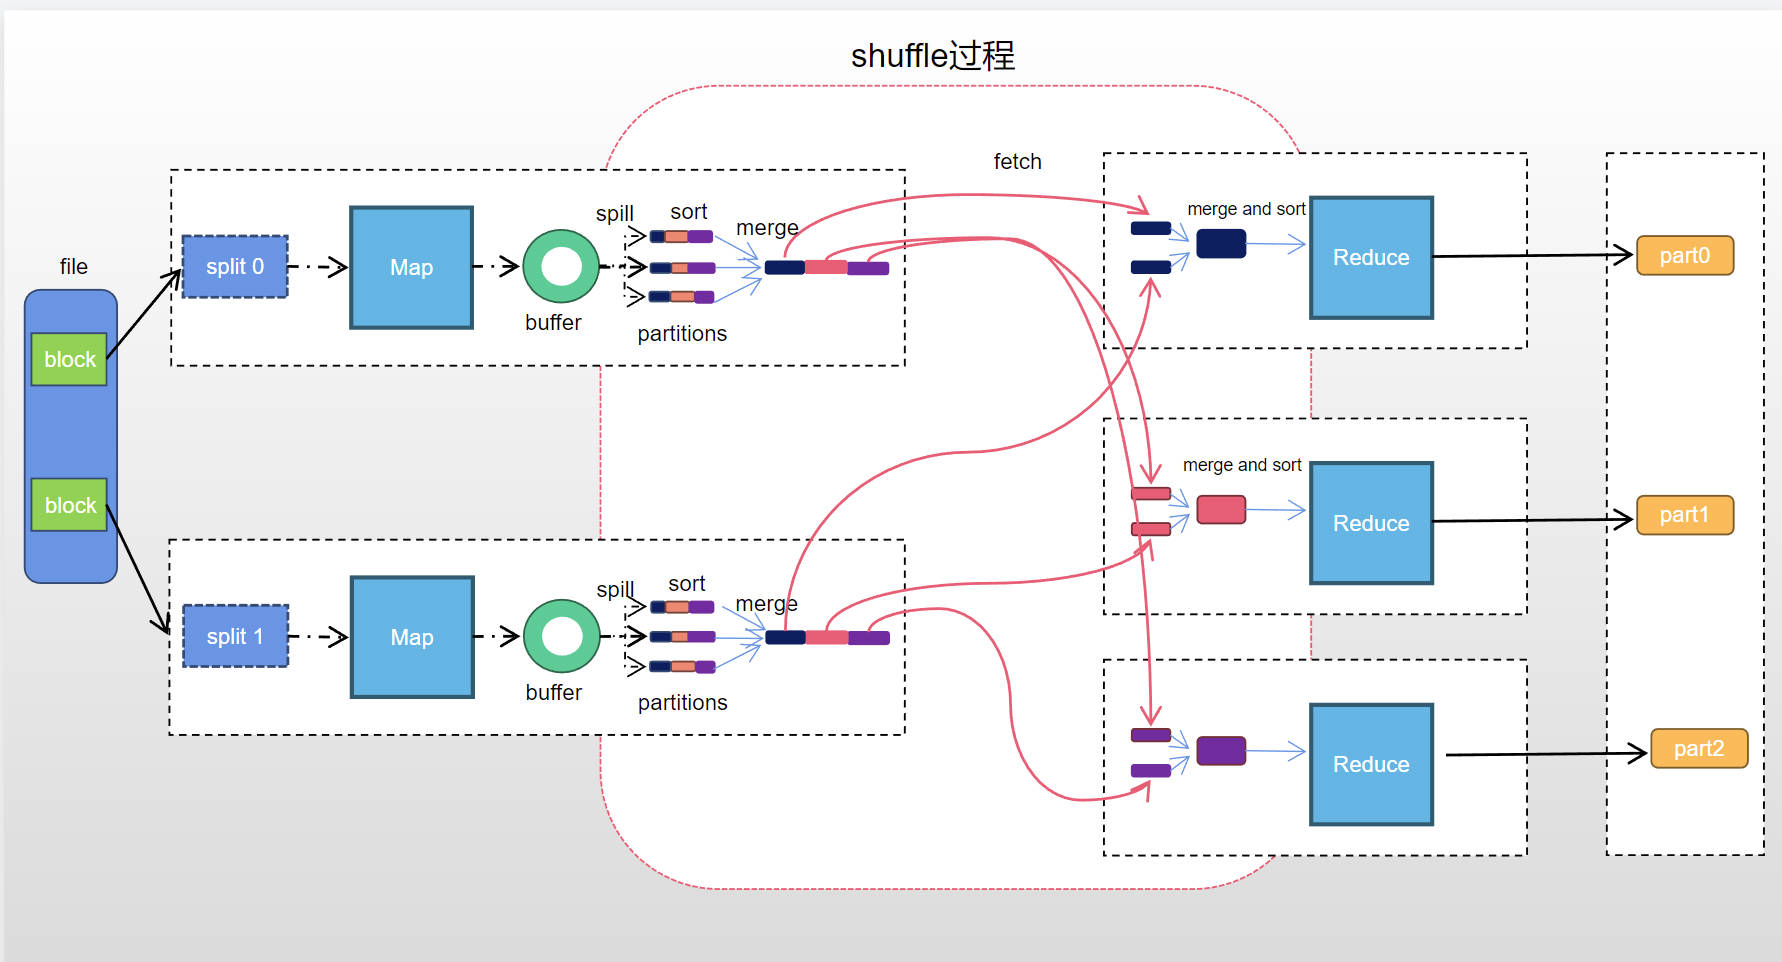 shuffle过程
file
block
block
split 0
Map
buffer
spill
sort
partitions
merge
split 1
Map
buffer
spill
sort
partitions
merge
fetch
merge and sort
Reduce
part0
merge and sort
Reduce
part1
Reduce
part2